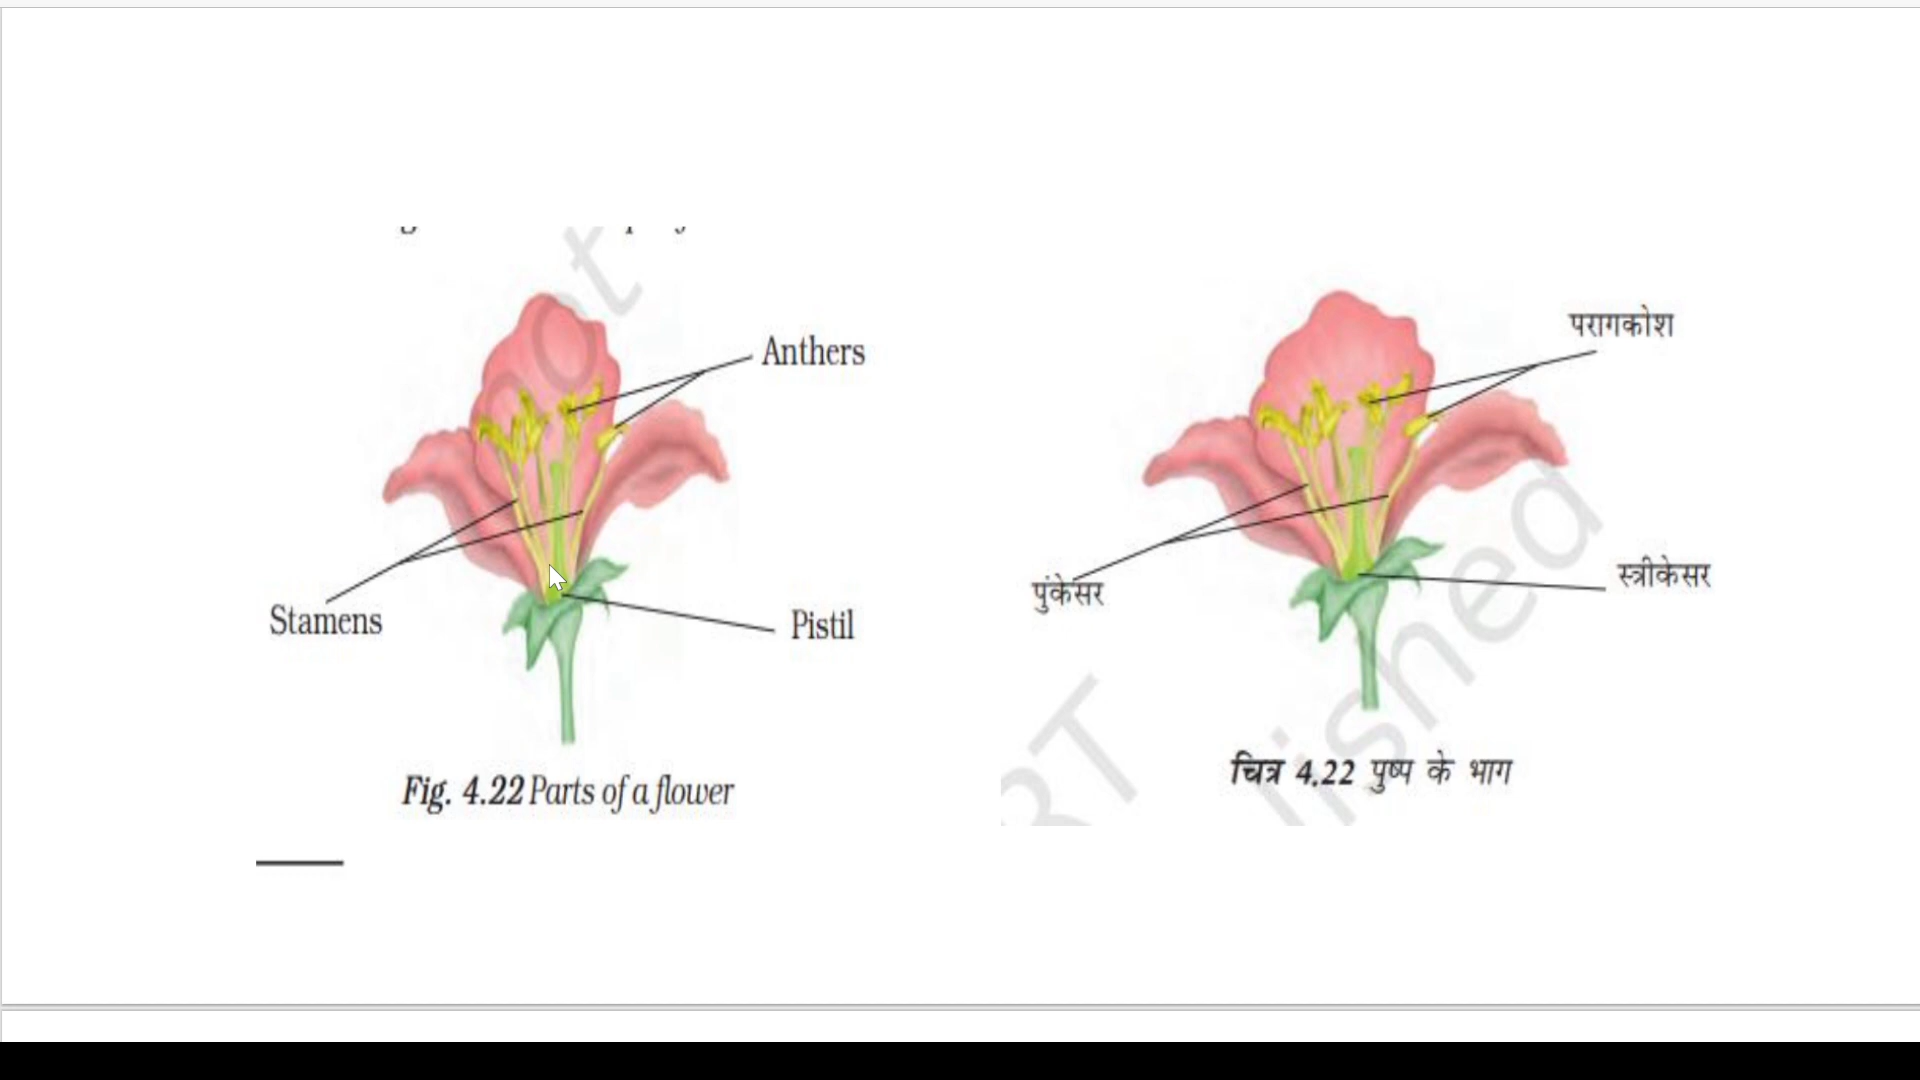 Anthers
Stamens
Pistil
Fig. 4.22 Parts of a flower
परागकोश
पुंकेसर
स्त्रीकेसर
चित्र 4.22 पुष्प के भाग